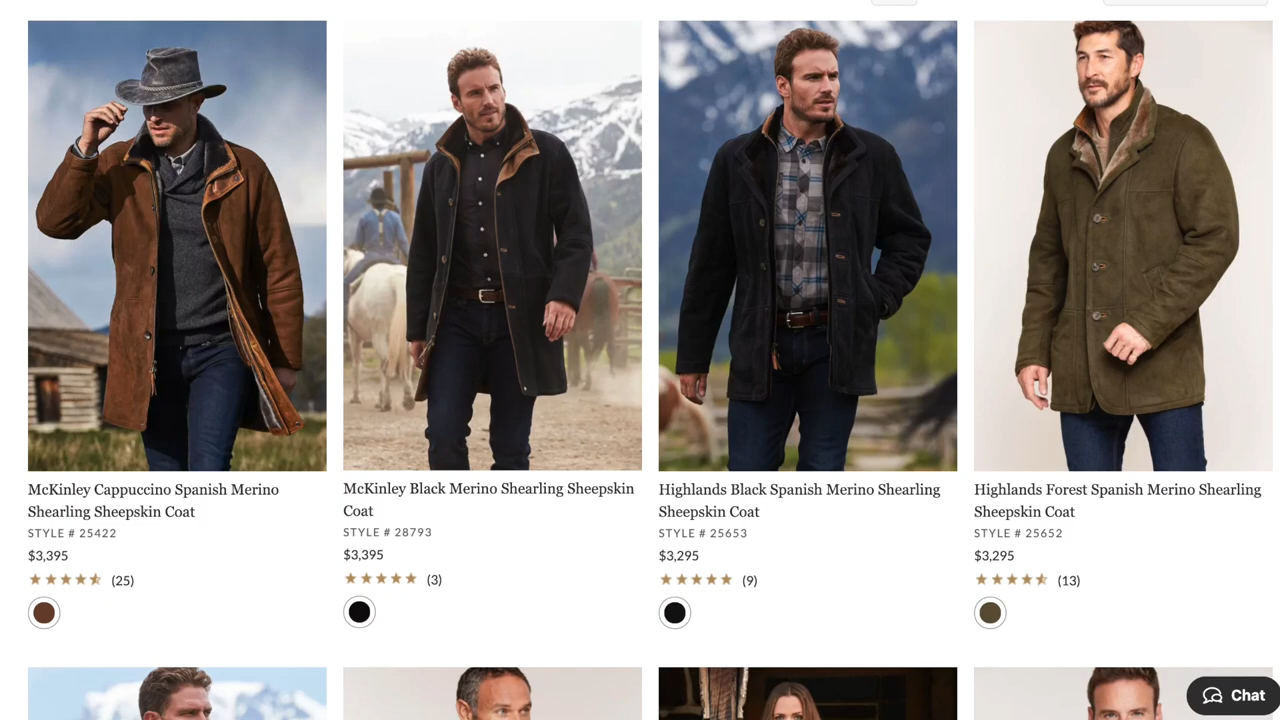 McKinley Cappuccino Spanish Merino
Shearling Sheepskin Coat
STYLE # 25422
$3,395
(25)
McKinley Black Merino Shearling Sheepskin
Coat
STYLE # 28793
$3,395
(3)
Highlands Black Spanish Merino Shearling
Sheepskin Coat
STYLE # 25653
$3,295
(9)
Highlands Forest Spanish Merino Shearling
Sheepskin Coat
STYLE # 25652
$3,295
(13)
Chat